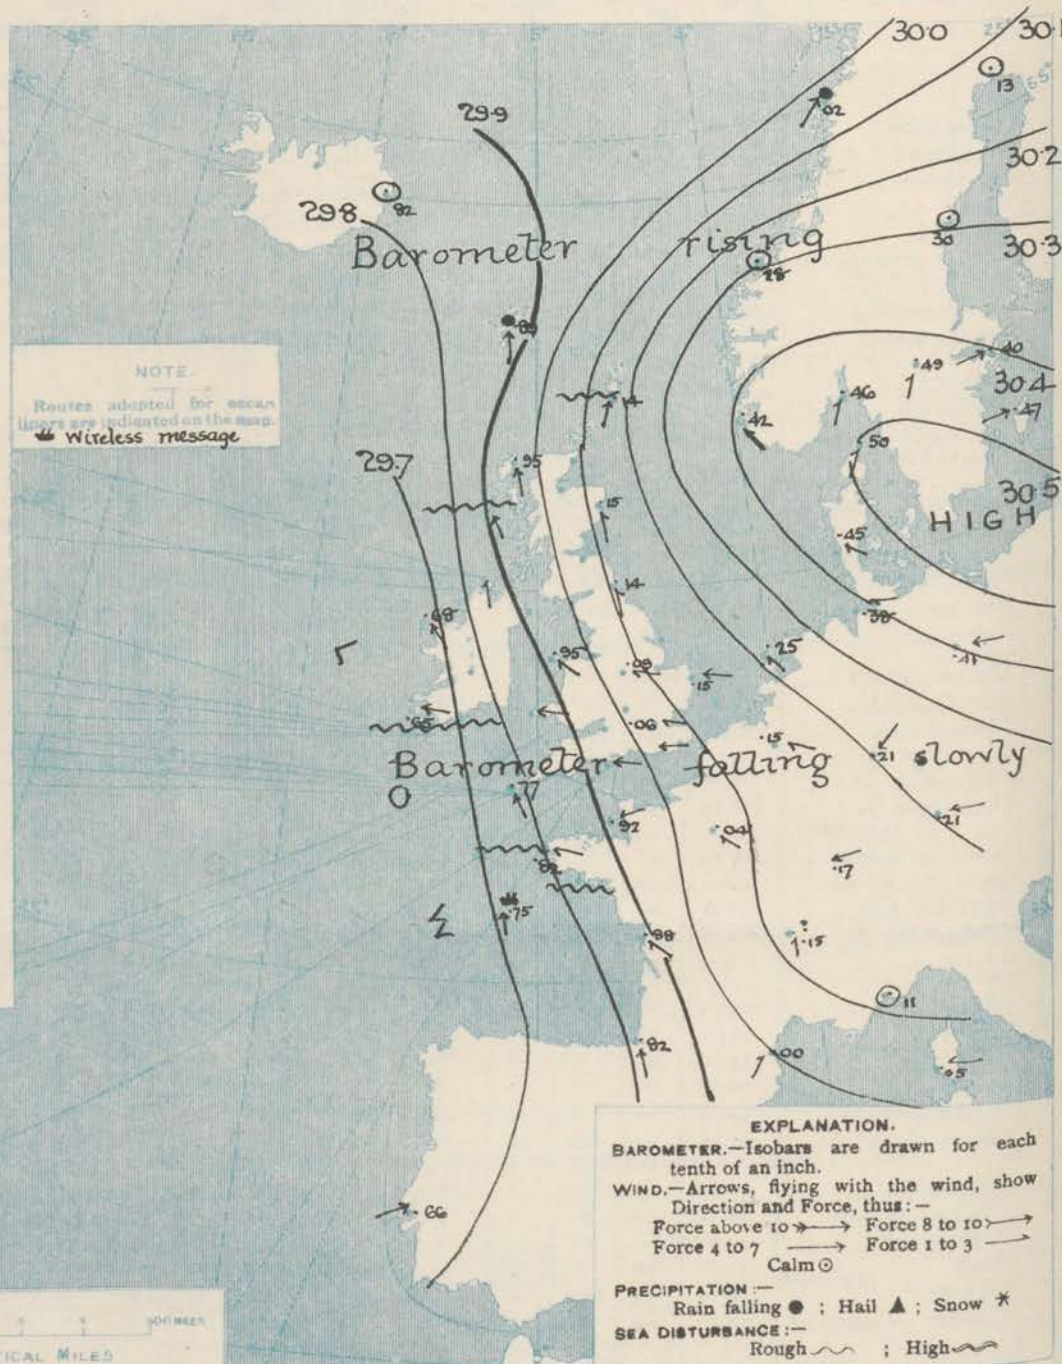 30.0
30.1
25°
65°
13
02
29.9
30.2
82
29.8
30
Barometer rising
30.3
28
NOTE.
Routes adopted for ocean
liners are indicated on the map.
Wireless message
.49
.40
30.4
.46
.47
.42
50
29.7
.95
30.5
HIGH
.15
.45
.14
.38
.68
.25
.41
.95
.09
.15
.65
.06
.15
.21
Barometer falling slowly
.77
.92
.04
.21
.82
.17
.75
.88
.15
11
.82
.00
.05
.66
EXPLANATION.
BAROMETER.—Isobars are drawn for each
tenth of an inch.
WIND.—Arrows, flying with the wind, show
Direction and Force, thus:—
Force above 10 Force 8 to 10
Force 4 to 7 Force 1 to 3
Calm
PRECIPITATION:—
Rain falling ; Hail ; Snow
SEA DISTURBANCE:—
Rough ; High
500 MILES
MILES